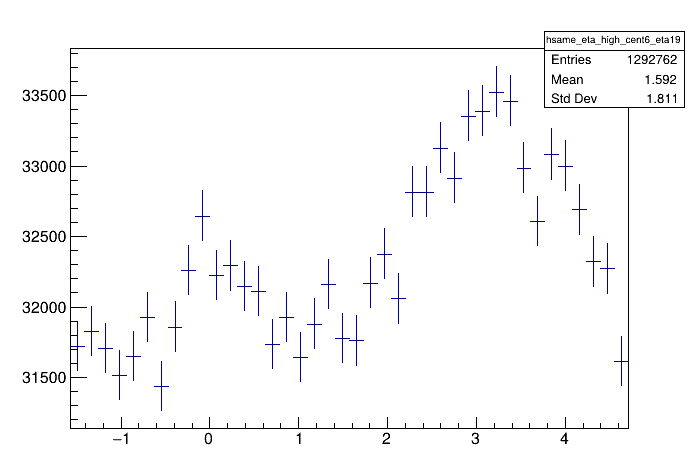 hsame_eta_high_cent6_eta19
Entries 1292762
Mean 1.592
Std Dev 1.811
33500
33000
32500
32000
31500
−1 0 1 2 3 4